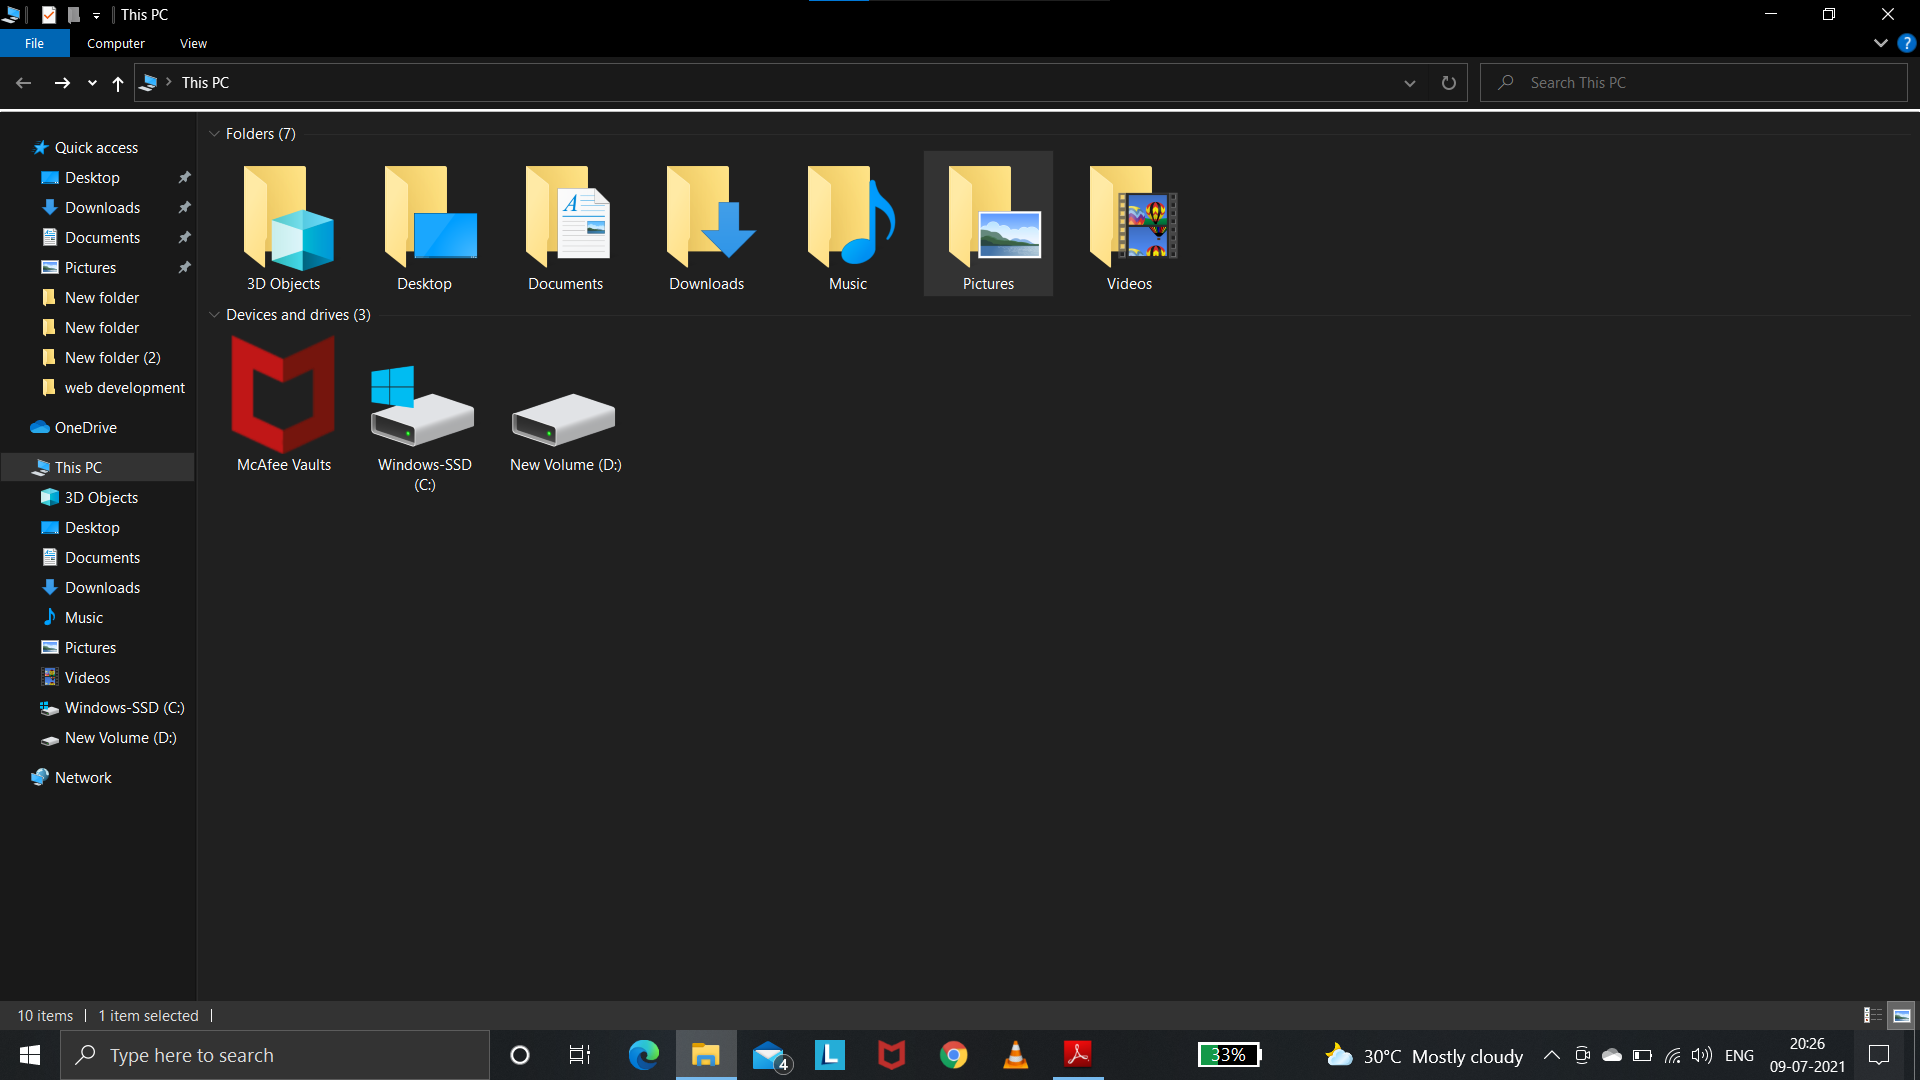 This PC
File
Computer
View
This PC
Search This PC
Quick access
Desktop
Downloads
Documents
Pictures
New folder
New folder
New folder (2)
web development
OneDrive
This PC
3D Objects
Desktop
Documents
Downloads
Music
Pictures
Videos
Windows-SSD (C:)
New Volume (D:)
Network
Folders (7)
3D Objects
Desktop
Documents
Downloads
Music
Pictures
Videos
Devices and drives (3)
McAfee Vaults
Windows-SSD
(C:)
New Volume (D:)
10 items
1 item selected
Type here to search
4
L
33%
30°C Mostly cloudy
ENG
20:26
09-07-2021